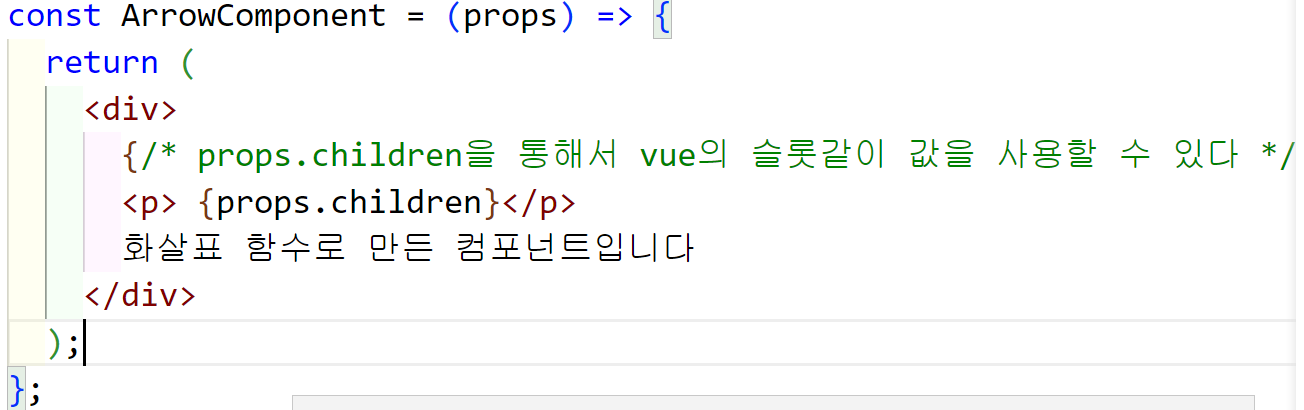 const ArrowComponent = (props) => {
return (
<div>
{/* props.children을 통해서 vue의 슬롯같이 값을 사용할 수 있다 */
<p> {props.children}</p>
화살표 함수로 만든 컴포넌트입니다
</div>
);
};